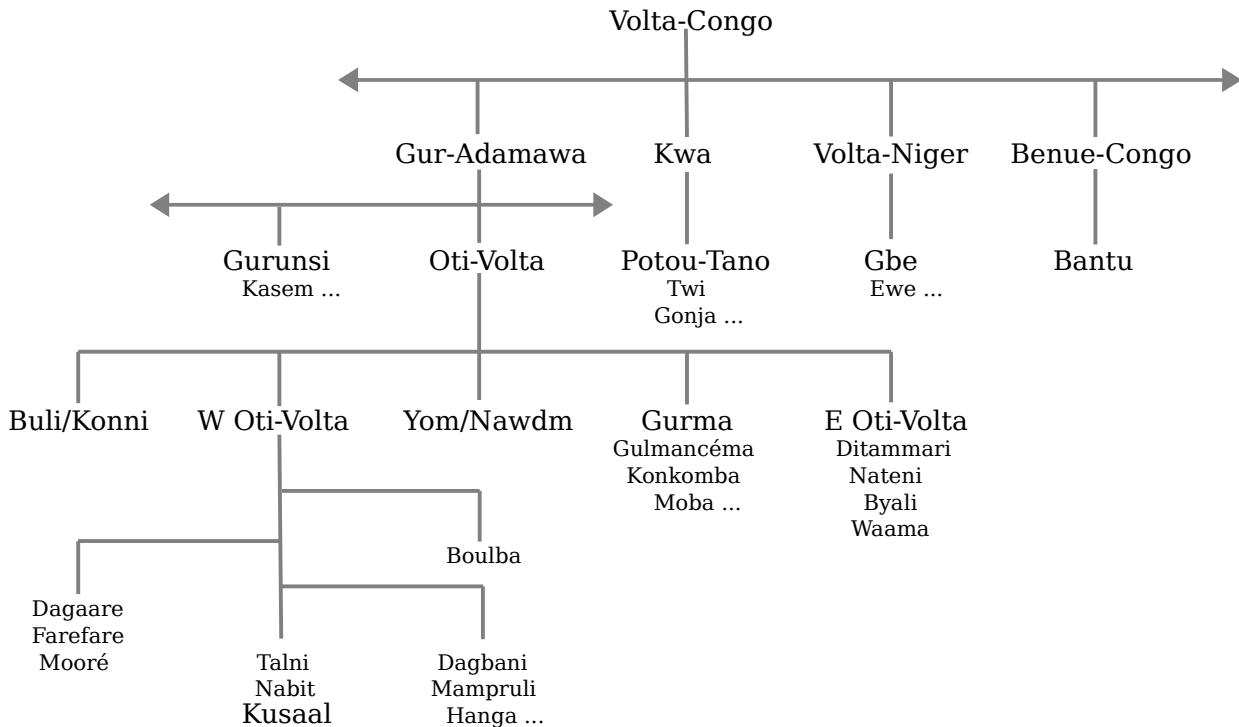 Volta-Congo
Gur-Adamawa
Kwa
Volta-Niger
Benue-Congo
Gurunsi
Kasem ...
Oti-Volta
Potou-Tano
Twi
Gonja ...
Gbe
Ewe ...
Bantu
Buli/Konni
W Oti-Volta
Yom/Nawdm
Gurma
Gulmancéma
Konkomba
Moba ...
E Oti-Volta
Ditammari
Nateni
Byali
Waama
Boulba
Dagaare
Farefare
Mooré
Talni
Nabit
Kusaal
Dagbani
Mampruli
Hanga ...